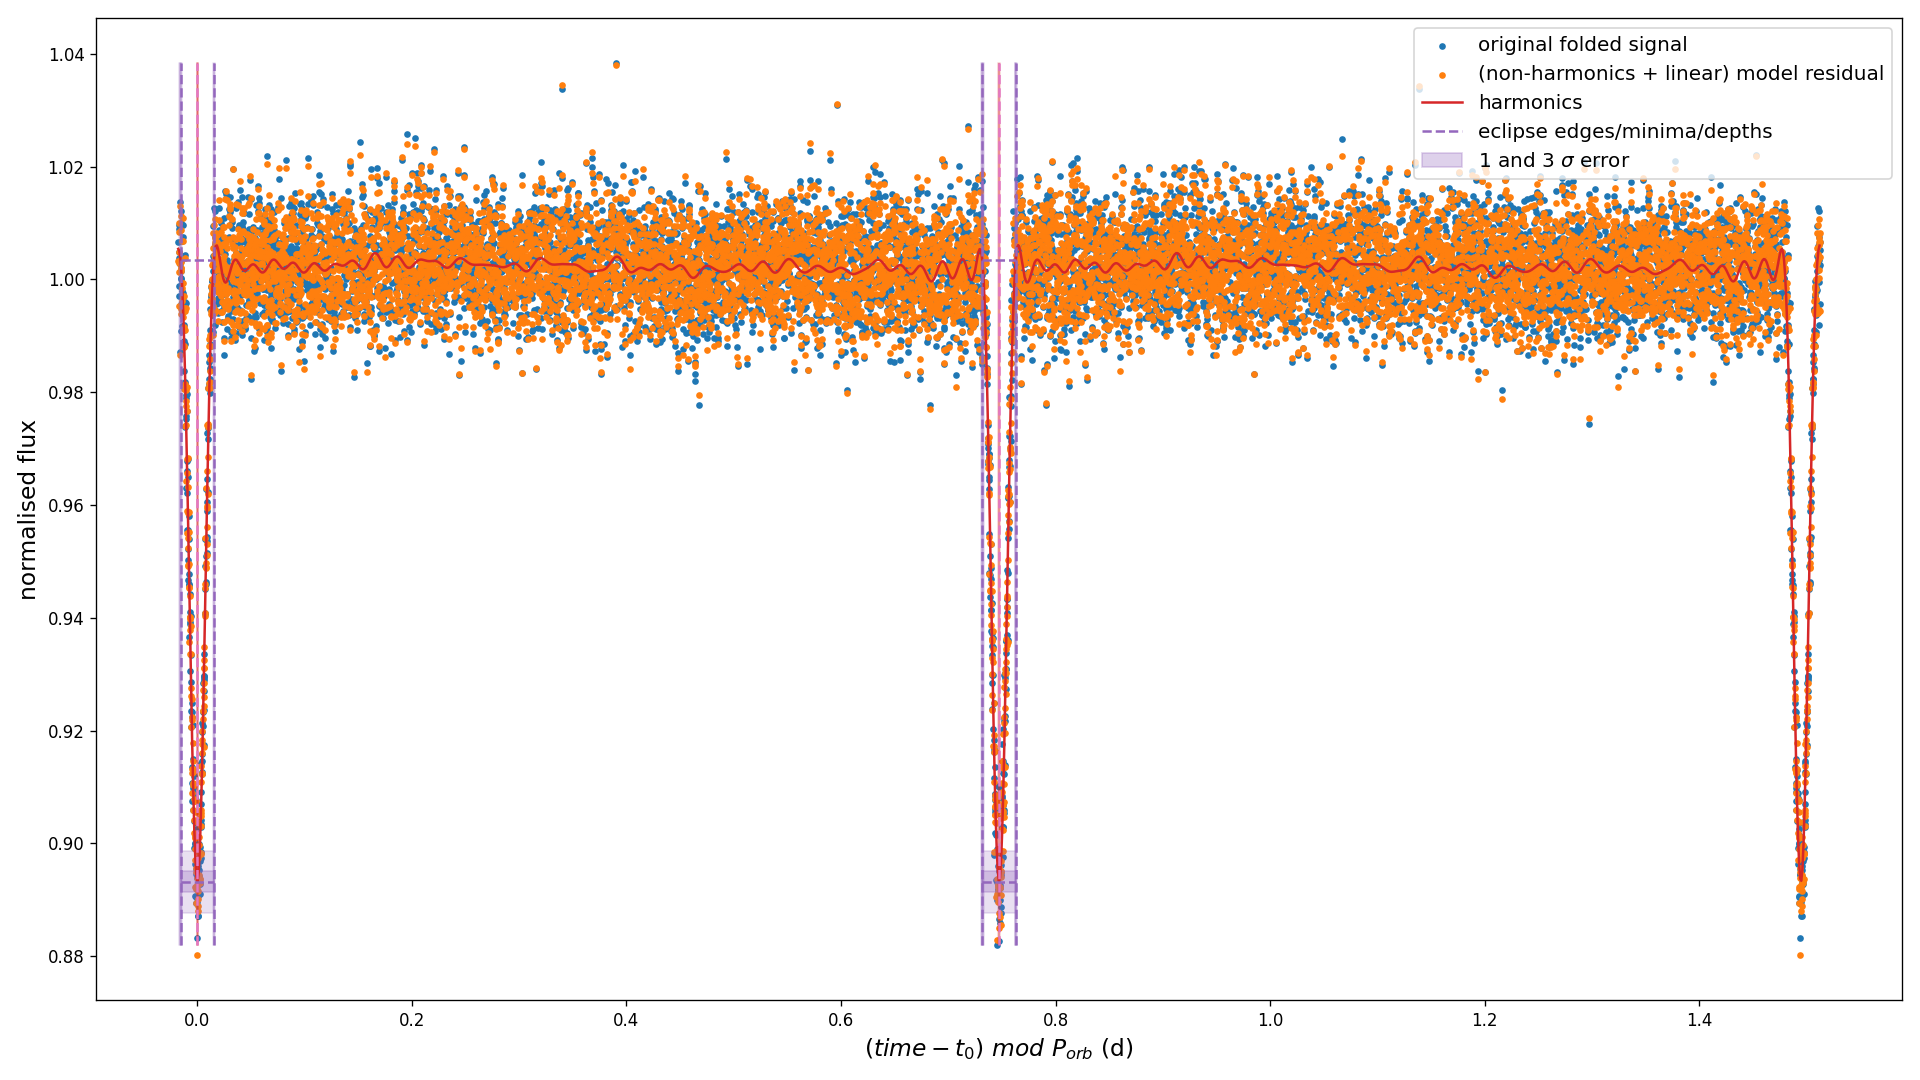 1.04
1.02
1.00
0.98
0.96
0.94
0.92
0.90
0.88
normalised flux
0.0 0.2 0.4 0.6 0.8 1.0 1.2 1.4
(time − t₀) mod Pₒᵣb (d)
original folded signal
(non-harmonics + linear) model residual
harmonics
eclipse edges/minima/depths
1 and 3 σ error